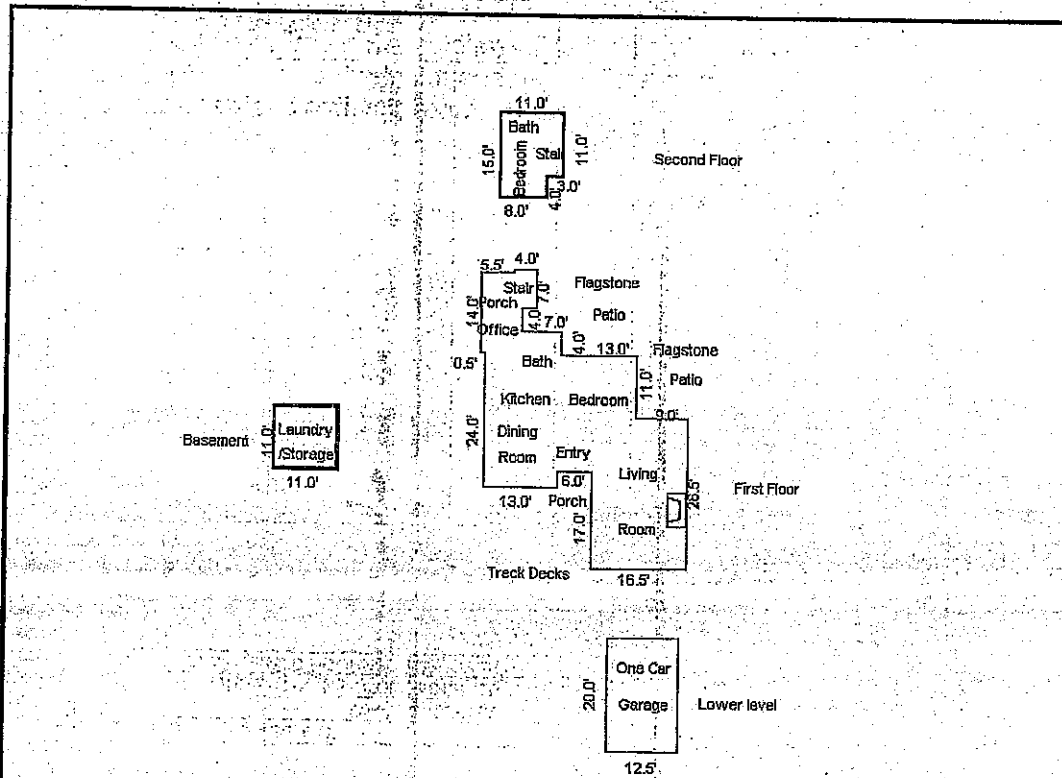 11.0'
Bath
15.0'
Bedroom
Stair
11.0'
Second Floor
3.0'
4.0'
8.0'
5.5'
4.0'
Stair
7.0'
Flagstone
Porch
14.0'
Patio
Office
4.0
7.0'
4.0'
13.0'
Flagstone
0.5'
Bath
Patio
11.0'
Kitchen
Bedroom
9.0'
Basement
11.0'
Laundry
/Storage
11.0'
24.0'
Dining
Room
Entry
Living
6.0'
First Floor
26.5'
13.0'
Porch
17.0'
Room
Treck Decks
16.5'
One Car
20.0'
Garage
Lower level
12.5'